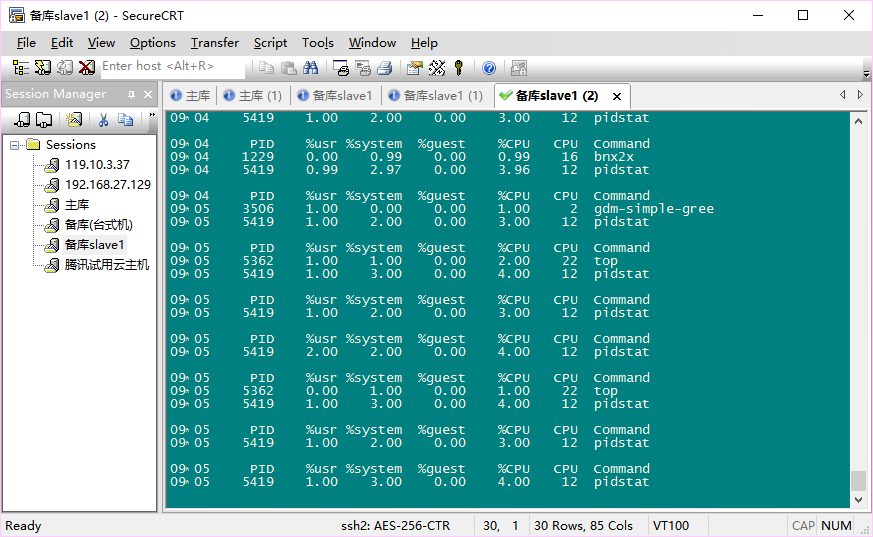 备库slave1 (2) - SecureCRT
File Edit View Options Transfer Script Tools Window Help
Enter host <Alt+R>
Session Manager
主库 主库 (1) 备库slave1 备库slave1 (1) 备库slave1 (2)
Sessions
119.10.3.37
192.168.27.129
主库
备库(台式机)
备库slave1
腾讯试用云主机
04 5419 1.00 2.00 0.00 3.00 12 pidstat
09 04 PID %usr %system %guest %CPU CPU Command
09 04 1229 0.00 0.99 0.00 0.99 16 bnx2x
09 04 5419 0.99 2.97 0.00 3.96 12 pidstat
09 04 PID %usr %system %guest %CPU CPU Command
09 05 3506 1.00 0.00 0.00 1.00 2 gdm-simple-gree
09 05 5419 1.00 2.00 0.00 3.00 12 pidstat
09 05 PID %usr %system %guest %CPU CPU Command
09 05 5362 1.00 1.00 0.00 2.00 22 top
09 05 5419 1.00 3.00 0.00 4.00 12 pidstat
09 05 PID %usr %system %guest %CPU CPU Command
09 05 5419 1.00 2.00 0.00 3.00 12 pidstat
09 05 PID %usr %system %guest %CPU CPU Command
09 05 5419 2.00 2.00 0.00 4.00 12 pidstat
09 05 PID %usr %system %guest %CPU CPU Command
09 05 5362 0.00 1.00 0.00 1.00 22 top
09 05 5419 1.00 3.00 0.00 4.00 12 pidstat
09 05 PID %usr %system %guest %CPU CPU Command
09 05 5419 1.00 2.00 0.00 3.00 12 pidstat
09 05 PID %usr %system %guest %CPU CPU Command
09 05 5419 1.00 3.00 0.00 4.00 12 pidstat
Ready ssh2: AES-256-CTR 30, 1 30 Rows, 85 Cols VT100 CAP NUM